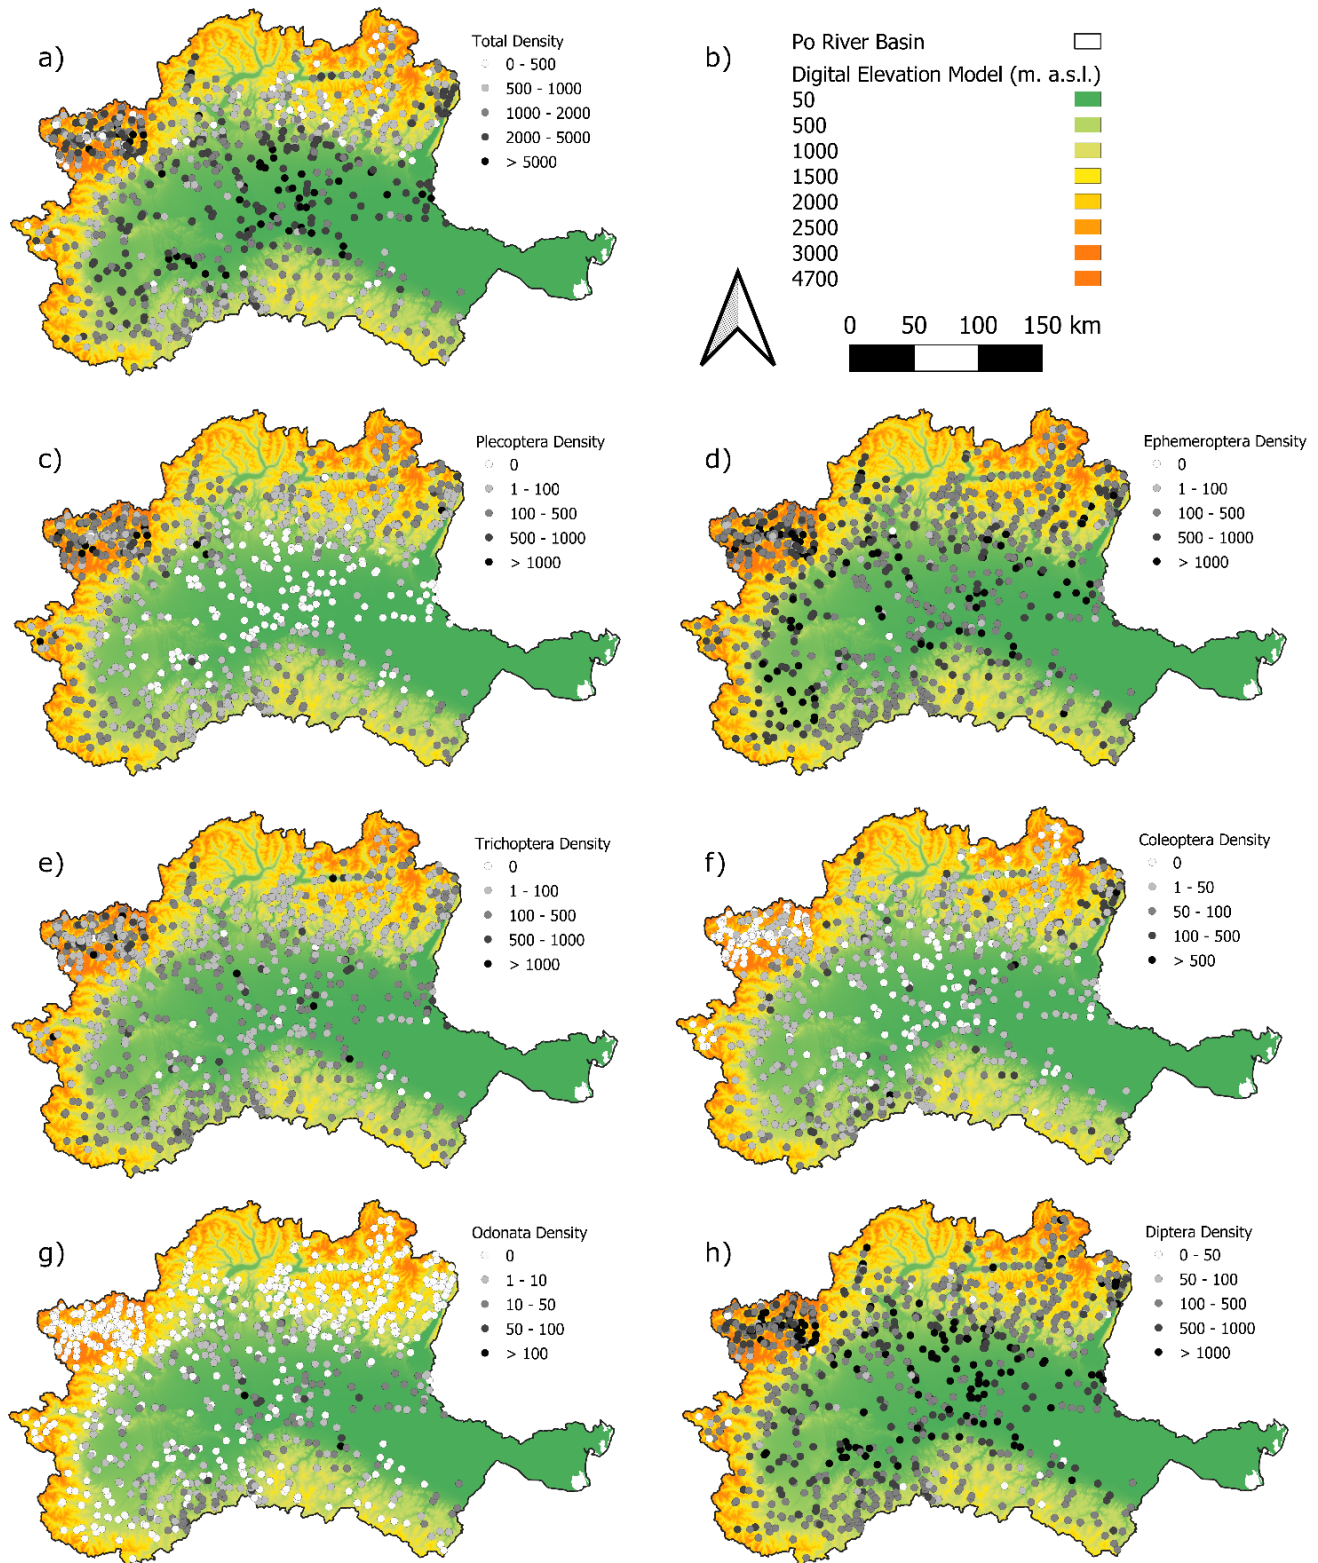 a)
Total Density
0 - 500
500 - 1000
1000 - 2000
2000 - 5000
> 5000
b)
Po River Basin
Digital Elevation Model (m. a.s.l.)
50
500
1000
1500
2000
2500
3000
4700
0 50 100 150 km
c)
Plecoptera Density
0
1 - 100
100 - 500
500 - 1000
> 1000
d)
Ephemeroptera Density
0
1 - 100
100 - 500
500 - 1000
> 1000
e)
Trichoptera Density
0
1 - 100
100 - 500
500 - 1000
> 1000
f)
Coleoptera Density
0
1 - 50
50 - 100
100 - 500
> 500
g)
Odonata Density
0
1 - 10
10 - 50
50 - 100
> 100
h)
Diptera Density
0 - 50
50 - 100
100 - 500
500 - 1000
> 1000